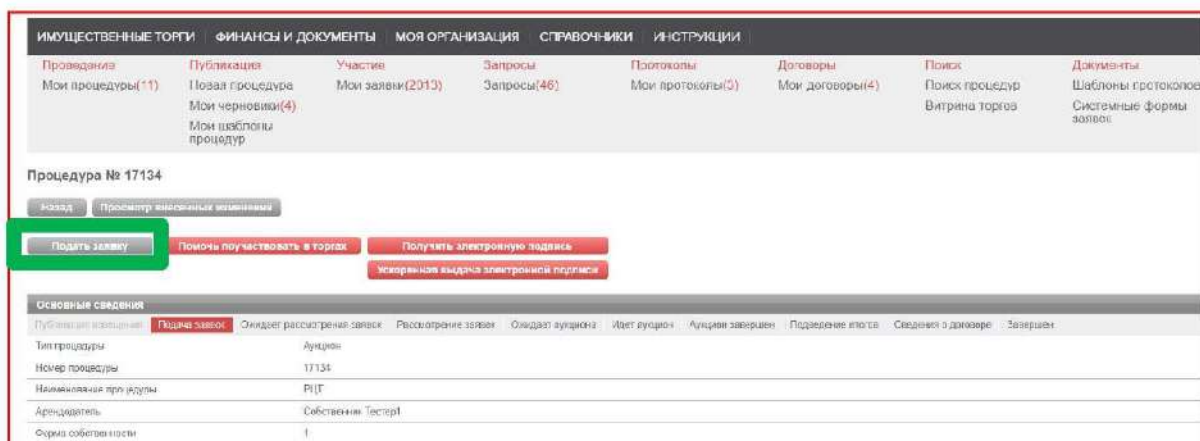 ИМУЩЕСТВЕННЫЕ ТОРГИ ФИНАНСЫ И ДОКУМЕНТЫ МОЯ ОРГАНИЗАЦИЯ СПРАВОЧНИКИ ИНСТРУКЦИИ
Проведение Публикация Участие Запросы Протоколы Договоры Поиск Документы
Мои процедуры(11) Новая процедура Мои заявки(2013) Запросы(46) Мои протоколы(3) Мои договоры(4) Поиск процедур Шаблоны протоколов
Мои черновики(4) Витрина торгов Системные формы
Мои шаблоны заявок
процедур
Процедура № 17134
Назад Просмотр внесенных изменений
Подать заявку Помочь поучаствовать в торгах Получить электронную подпись
Ускоренная выдача электронной подписи
Основные сведения
Публикация извещения Подача заявок Ожидает рассмотрения заявок Рассмотрение заявок Ожидает аукциона Идет аукцион Аукцион завершен Подведение итогов Сведения о договоре Завершен
Тип процедуры Аукцион
Номер процедуры 17134
Наименование процедуры
Арендодатель Собственник Тестер1
Форма собственности 1